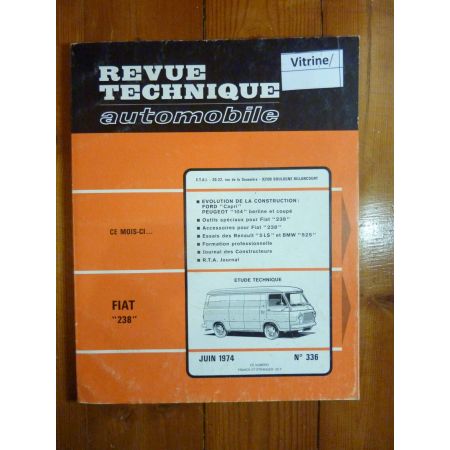 REVUE
TECHNIQUE
automobile
Vitrine/
E.T.A.I. - 20-22, rue de la Saussière - 92100 BOULOGNE BILLANCOURT
EVOLUTION DE LA CONSTRUCTION :
FORD "Capri"
PEUGEOT "104" berline et coupé
Outils spéciaux pour Fiat "238"
Accessoires pour Fiat "238"
Essais des Renault "5 LS" et BMW "525"
Formation professionnelle
Journal des Constructeurs
R.T.A. Journal
CE MOIS-CI...
FIAT
"238"
ETUDE TECHNIQUE
JUIN 1974
N° 336
CE NUMERO